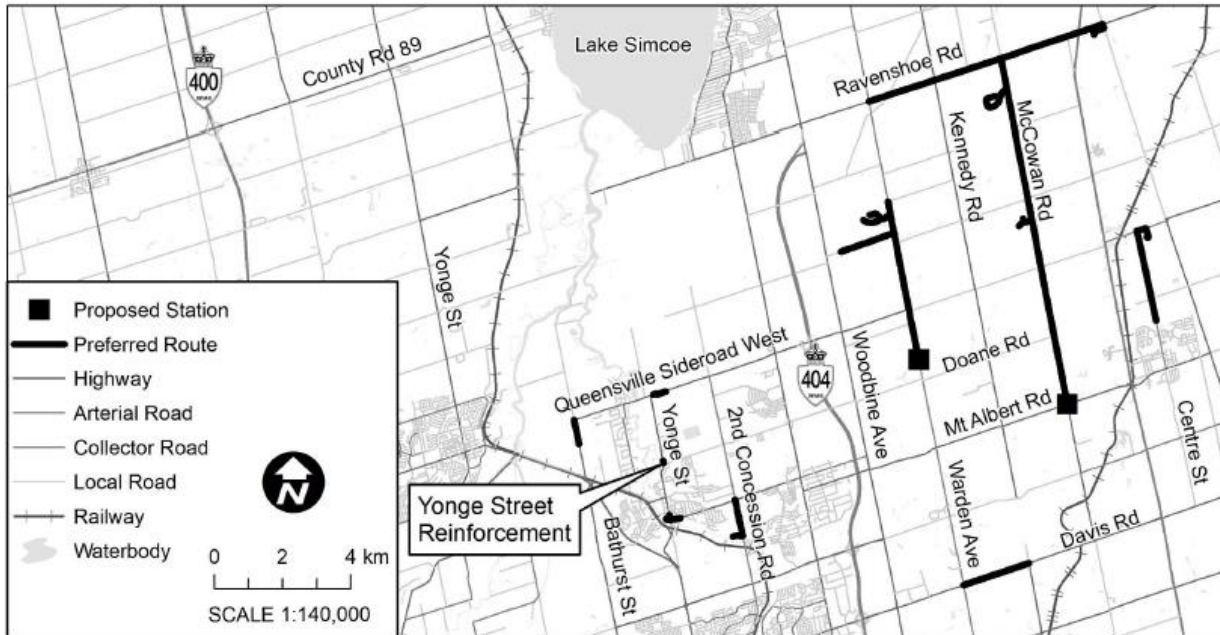 Lake Simcoe
County Rd 89
400
Ravenshoe Rd
Kennedy Rd
McCowan Rd
Yonge St
Queensville Sideroad West
404
Woodbine Ave
Doane Rd
Mt Albert Rd
Centre St
Yonge St
2nd Concession Rd
Yonge Street
Reinforcement
Bathurst St
Warden Ave
Davis Rd
Proposed Station
Preferred Route
Highway
Arterial Road
Collector Road
Local Road
Railway
Waterbody
N
0 2 4 km
SCALE 1:140,000